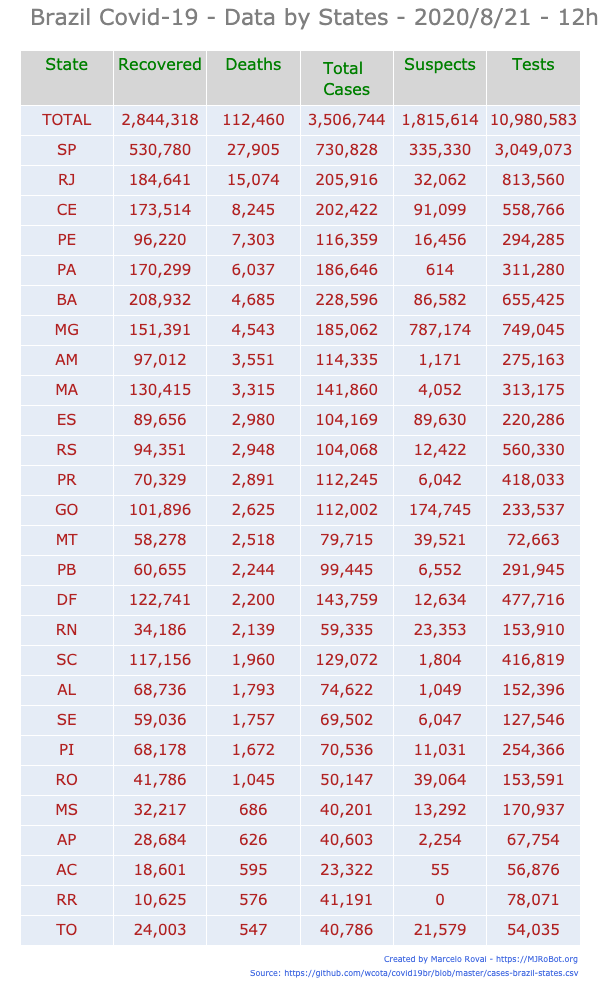 Brazil Covid-19 - Data by States - 2020/8/21 - 12h
State Recovered Deaths Total Cases Suspects Tests
TOTAL 2,844,318 112,460 3,506,744 1,815,614 10,980,583
SP 530,780 27,905 730,828 335,330 3,049,073
RJ 184,641 15,074 205,916 32,062 813,560
CE 173,514 8,245 202,422 91,099 558,766
PE 96,220 7,303 116,359 16,456 294,285
PA 170,299 6,037 186,646 614 311,280
BA 208,932 4,685 228,596 86,582 655,425
MG 151,391 4,543 185,062 787,174 749,045
AM 97,012 3,551 114,335 1,171 275,163
MA 130,415 3,315 141,860 4,052 313,175
ES 89,656 2,980 104,169 89,630 220,286
RS 94,351 2,948 104,068 12,422 560,330
PR 70,329 2,891 112,245 6,042 418,033
GO 101,896 2,625 112,002 174,745 233,537
MT 58,278 2,518 79,715 39,521 72,663
PB 60,655 2,244 99,445 6,552 291,945
DF 122,741 2,200 143,759 12,634 477,716
RN 34,186 2,139 59,335 23,353 153,910
SC 117,156 1,960 129,072 1,804 416,819
AL 68,736 1,793 74,622 1,049 152,396
SE 59,036 1,757 69,502 6,047 127,546
PI 68,178 1,672 70,536 11,031 254,366
RO 41,786 1,045 50,147 39,064 153,591
MS 32,217 686 40,201 13,292 170,937
AP 28,684 626 40,603 2,254 67,754
AC 18,601 595 23,322 55 56,876
RR 10,625 576 41,191 0 78,071
TO 24,003 547 40,786 21,579 54,035
Created by Marcelo Rovai - https://MJRoBot.org
Source: https://github.com/wcota/covid19br/blob/master/cases-brazil-states.csv